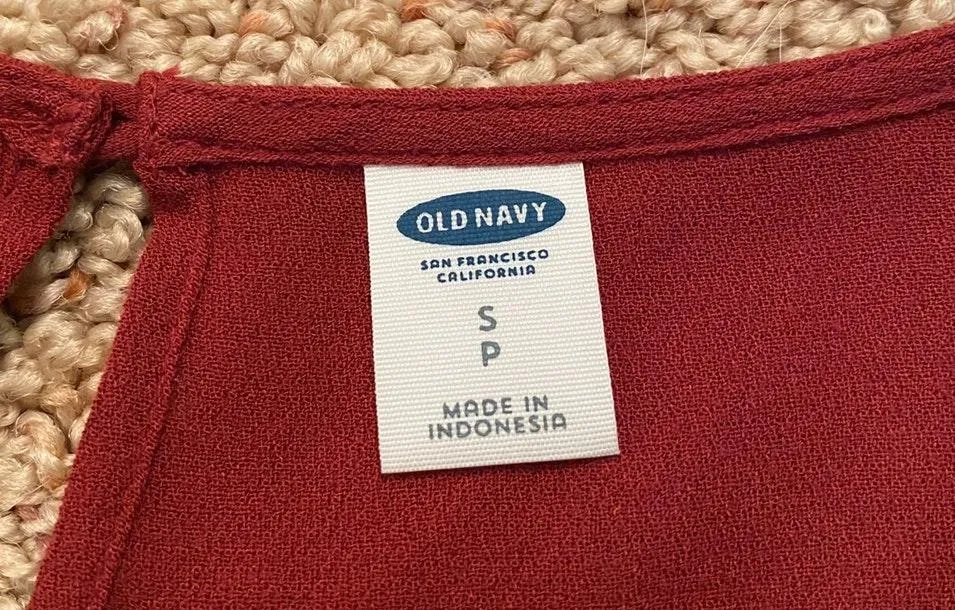 OLD NAVY
SAN FRANCISCO
CALIFORNIA
S
P
MADE IN
INDONESIA